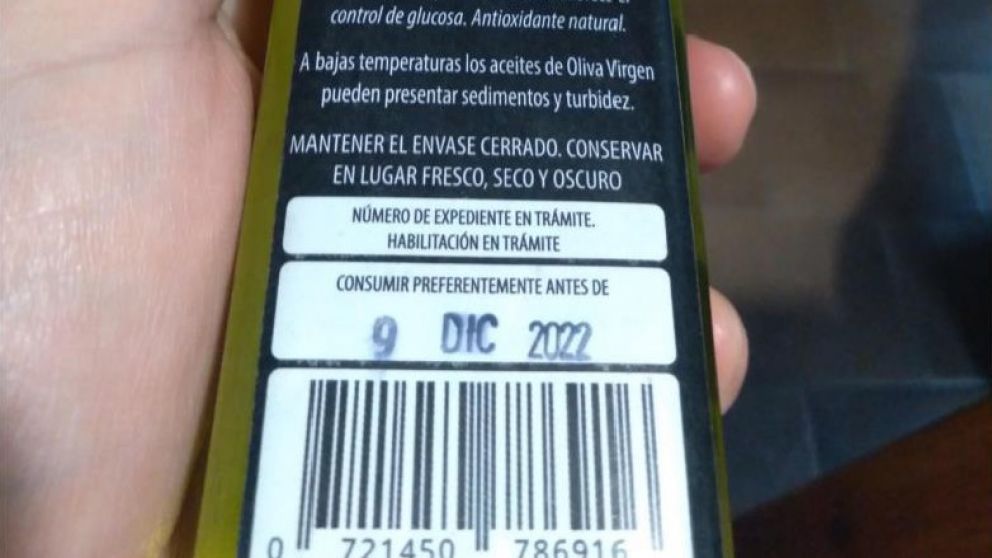 control de glucosa. Antioxidante natural.
A bajas temperaturas los aceites de Oliva Virgen
pueden presentar sedimentos y turbidez.
MANTENER EL ENVASE CERRADO. CONSERVAR
EN LUGAR FRESCO, SECO Y OSCURO
NÚMERO DE EXPEDIENTE EN TRÁMITE.
HABILITACIÓN EN TRÁMITE
CONSUMIR PREFERENTEMENTE ANTES DE
9 DIC 2022
0 721450 786916